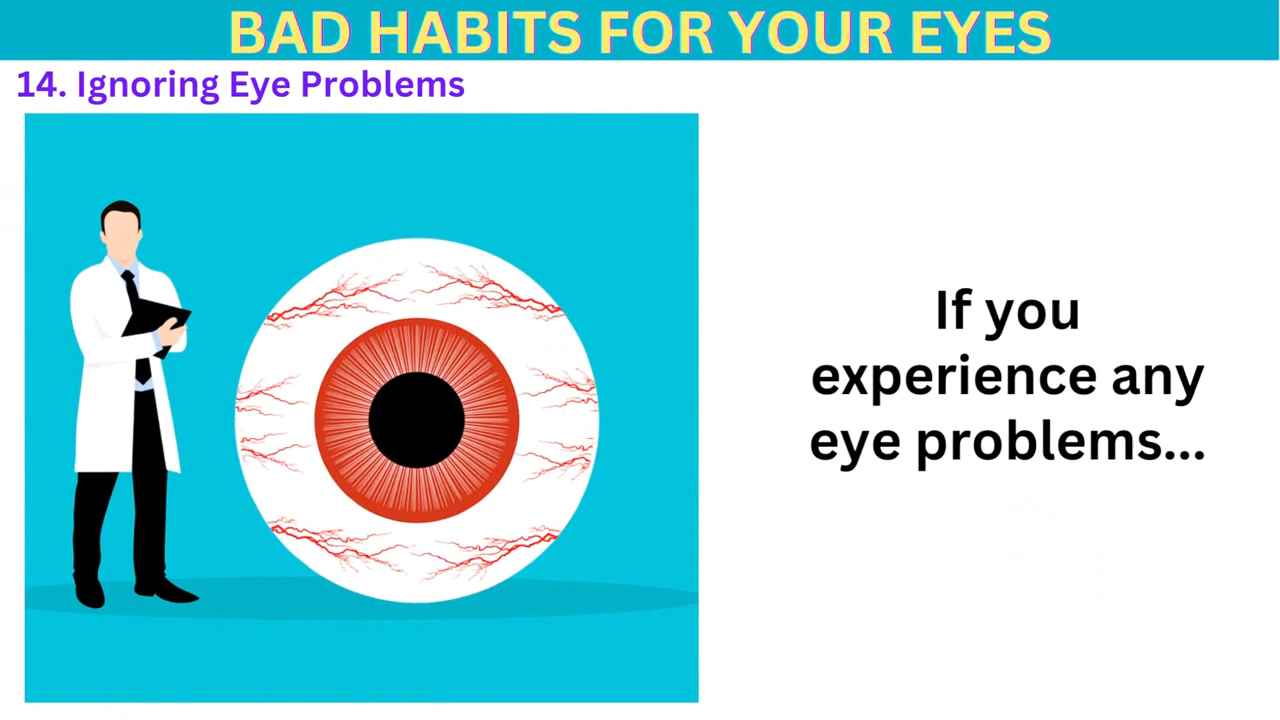 BAD HABITS FOR YOUR EYES
14. Ignoring Eye Problems
If you
experience any
eye problems...